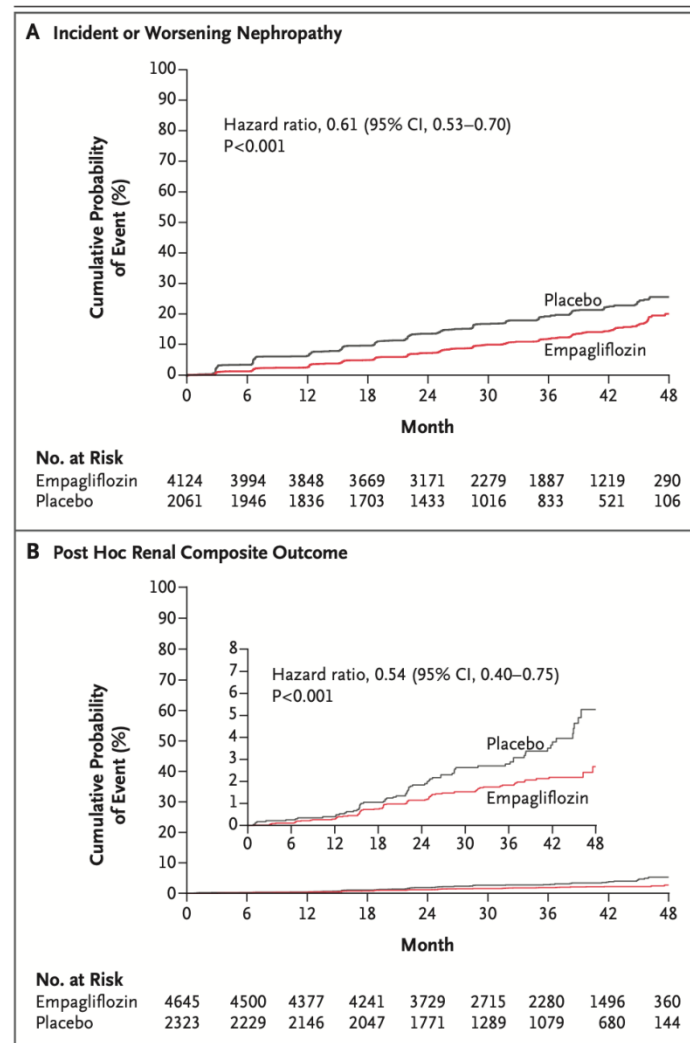 A Incident or Worsening Nephropathy
100
90
80
70
60
50
40
30
20
10
0
Cumulative Probability
of Event (%)
Hazard ratio, 0.61 (95% CI, 0.53–0.70)
P<0.001
Placebo
Empagliflozin
0 6 12 18 24 30 36 42 48
Month
No. at Risk
Empagliflozin 4124 3994 3848 3669 3171 2279 1887 1219 290
Placebo 2061 1946 1836 1703 1433 1016 833 521 106
B Post Hoc Renal Composite Outcome
100
90
80
70
60
50
40
30
20
10
0
Cumulative Probability
of Event (%)
8
7
6
5
4
3
2
1
0
Hazard ratio, 0.54 (95% CI, 0.40–0.75)
P<0.001
Placebo
Empagliflozin
0 6 12 18 24 30 36 42 48
0 6 12 18 24 30 36 42 48
Month
No. at Risk
Empagliflozin 4645 4500 4377 4241 3729 2715 2280 1496 360
Placebo 2323 2229 2146 2047 1771 1289 1079 680 144